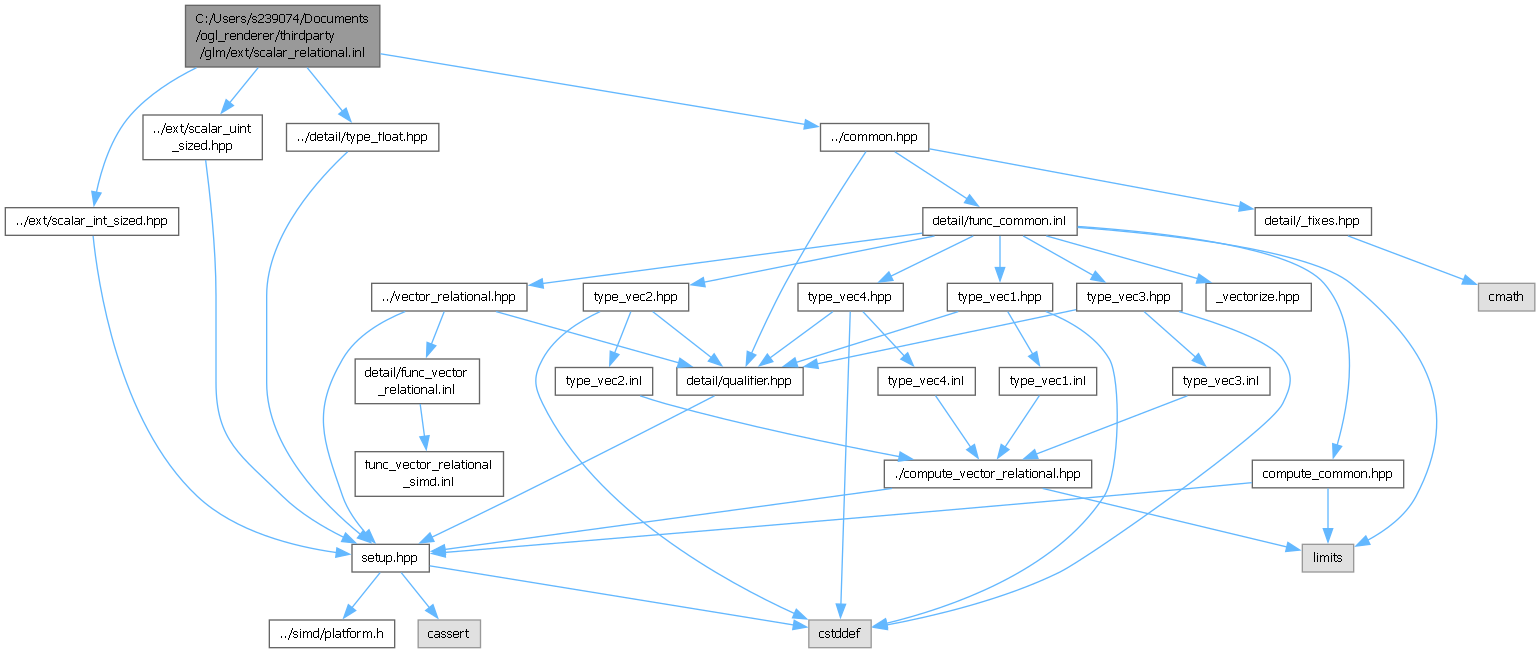 C:/Users/s239074/Documents
/ogl_renderer/thirdparty
/glm/ext/scalar_relational.inl
../ext/scalar_uint
_sized.hpp
../detail/type_float.hpp
../common.hpp
../ext/scalar_int_sized.hpp
detail/func_common.inl
detail/_fixes.hpp
../vector_relational.hpp
type_vec2.hpp
type_vec4.hpp
type_vec1.hpp
type_vec3.hpp
_vectorize.hpp
cmath
detail/func_vector
_relational.inl
type_vec2.inl
detail/qualifier.hpp
type_vec4.inl
type_vec1.inl
type_vec3.inl
func_vector_relational
_simd.inl
./compute_vector_relational.hpp
compute_common.hpp
setup.hpp
limits
../simd/platform.h
cassert
cstddef